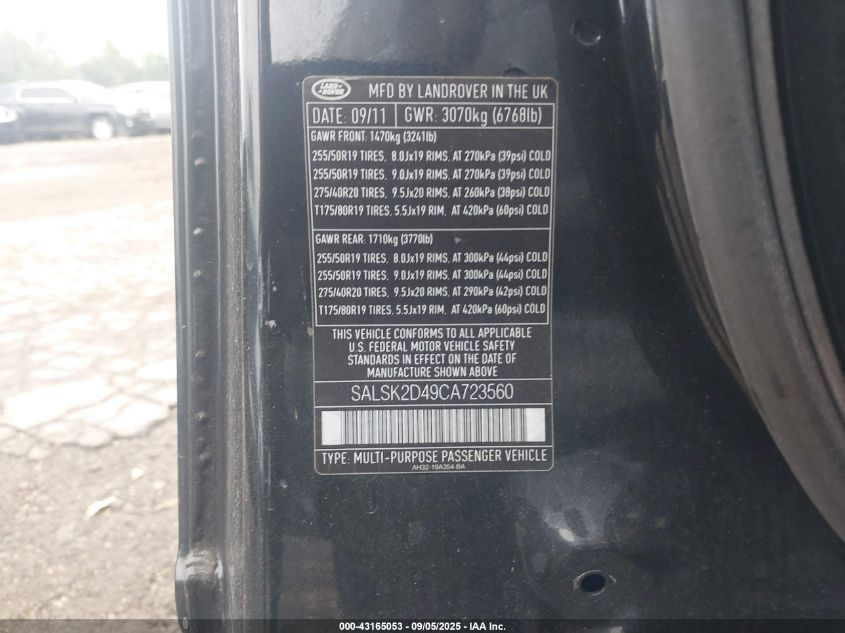 LAND ROVER
MFD BY LANDROVER IN THE UK
DATE: 09/11 GWR: 3070kg (6768lb)
GAWR FRONT: 1470kg (3241lb)
255/50R19 TIRES, 8.0Jx19 RIMS, AT 270kPa (39psi) COLD
255/50R19 TIRES, 9.0Jx19 RIMS, AT 270kPa (39psi) COLD
275/40R20 TIRES, 9.5Jx20 RIMS, AT 260kPa (38psi) COLD
T175/80R19 TIRES, 5.5Jx19 RIM, AT 420kPa (60psi) COLD
GAWR REAR: 1710kg (3770lb)
255/50R19 TIRES, 8.0Jx19 RIMS, AT 300kPa (44psi) COLD
255/50R19 TIRES, 9.0Jx19 RIMS, AT 300kPa (44psi) COLD
275/40R20 TIRES, 9.5Jx20 RIMS, AT 290kPa (42psi) COLD
T175/80R19 TIRES, 5.5Jx19 RIM, AT 420kPa (60psi) COLD
THIS VEHICLE CONFORMS TO ALL APPLICABLE
U.S. FEDERAL MOTOR VEHICLE SAFETY
STANDARDS IN EFFECT ON THE DATE OF
MANUFACTURE SHOWN ABOVE
SALSK2D49CA723560
TYPE: MULTI-PURPOSE PASSENGER VEHICLE
AH32-19A354-BA
000-43165053 - 09/05/2025 - IAA Inc.